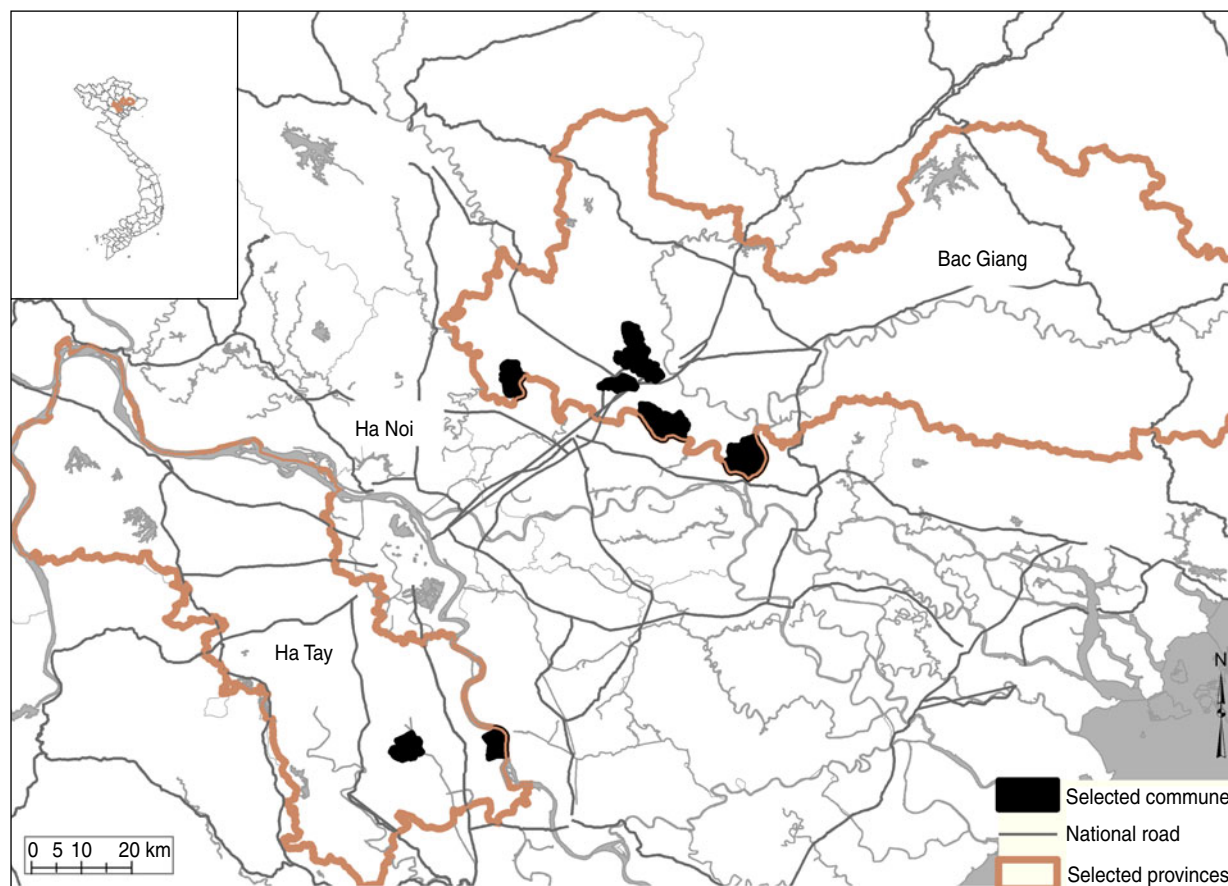 Bac Giang
Ha Noi
Ha Tay
N
Selected commune
National road
Selected provinces
0 5 10 20 km